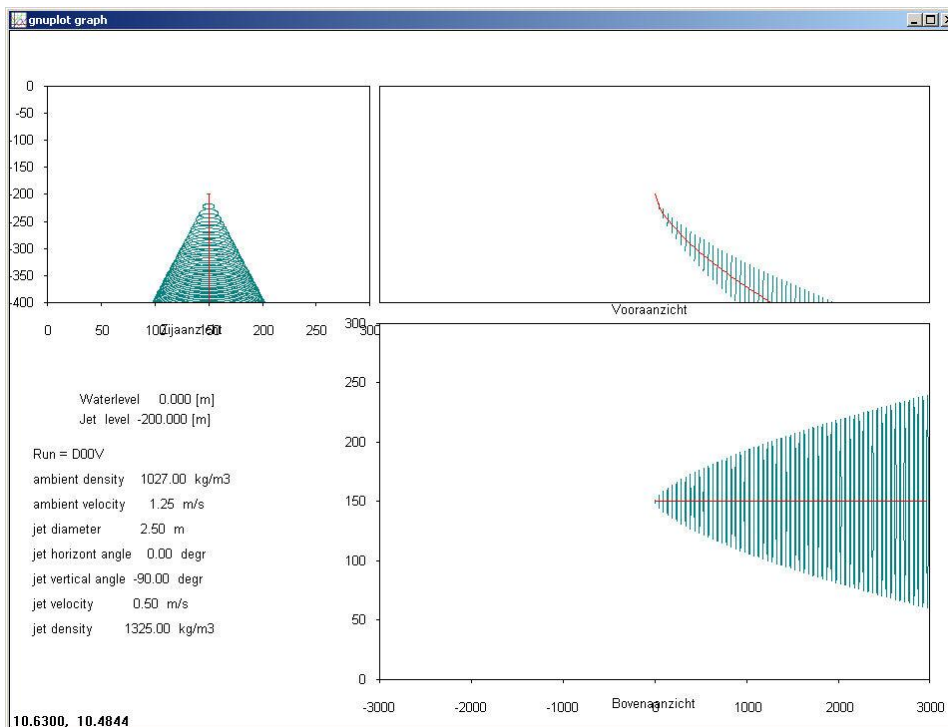 gnuplot graph
0
-50
-100
-150
-200
-250
-300
-350
-400
0 50 100 150 200 250 300
Zijaanzicht
Vooraanzicht
300
250
200
150
100
50
0
-3000 -2000 -1000 0 1000 2000 3000
Bovenaanzicht
Waterlevel 0.000 [m]
Jet level -200.000 [m]
Run = D00V
ambient density 1027.00 kg/m3
ambient velocity 1.25 m/s
jet diameter 2.50 m
jet horizont angle 0.00 degr
jet vertical angle -90.00 degr
jet velocity 0.50 m/s
jet density 1325.00 kg/m3
10.6300, 10.4844